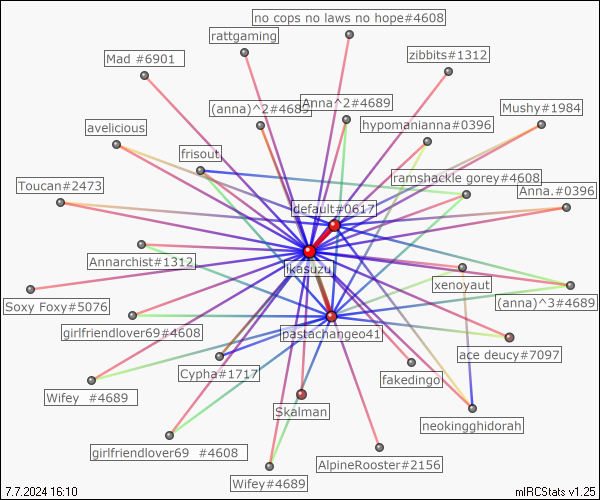 no cops no laws no hope#4608
rattgaming
Mad #6901
zibbits#1312
(anna)^2#4689
Anna^2#4689
Mushy#1984
avelicious
hypomanianna#0396
frisout
Toucan#2473
ramshackle gorey#4608
Anna.#0396
default#0617
Annarchist#1312
Ikasuzu
xenoyaut
Soxy Foxy#5076
(anna)^3#4689
girlfriendlover69#4608
pastachangeo41
ace deucy#7097
Cypha#1717
fakedingo
Wifey  #4689
Skalman
neokingghidorah
girlfriendlover69  #4608
AlpineRooster#2156
Wifey#4689
7.7.2024 16:10
mIRCStats v1.25